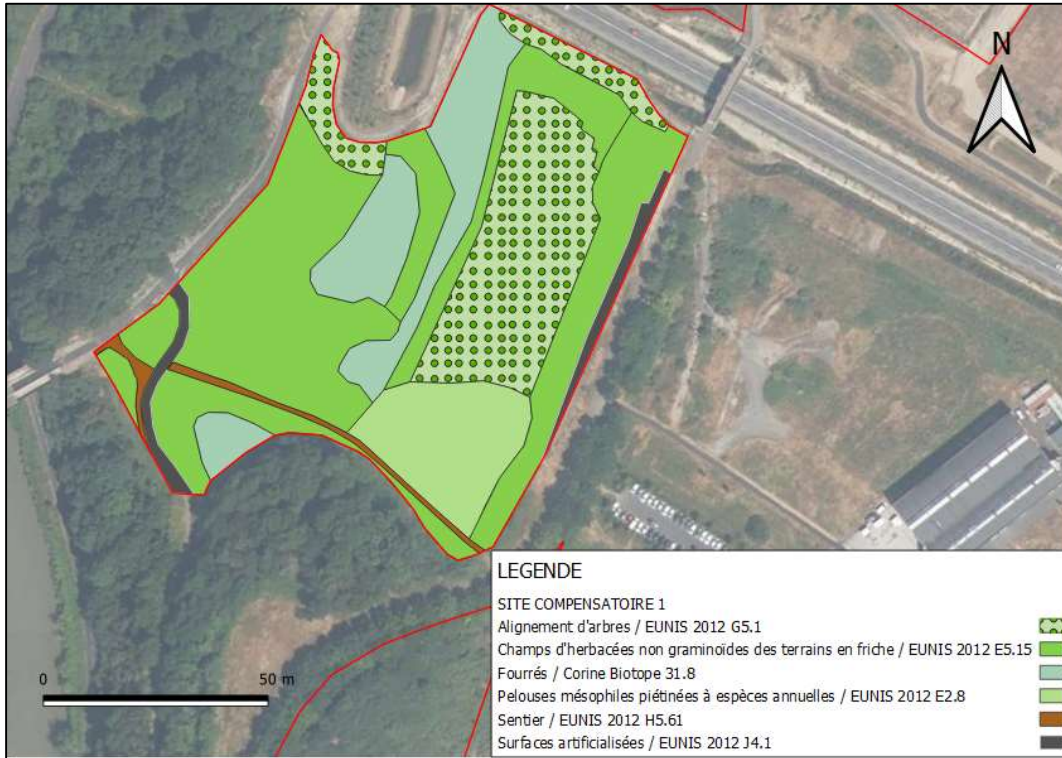 N
0 50 m
LEGENDE
SITE COMPENSATOIRE 1
Alignement d'arbres / EUNIS 2012 G5.1
Champs d'herbacées non graminoïdes des terrains en friche / EUNIS 2012 E5.15
Fourrés / Corine Biotope 31.8
Pelouses mésophiles piétinées à espèces annuelles / EUNIS 2012 E2.8
Sentier / EUNIS 2012 H5.61
Surfaces artificialisées / EUNIS 2012 J4.1